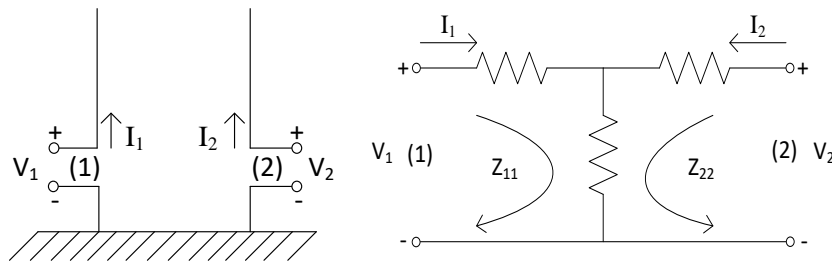 I₁ I₂
+ I₁ I₂ +
V₁ (1) (2) V₂
- -
+ +
V₁ (1) Z₁₁ Z₂₂ (2) V₂
- -